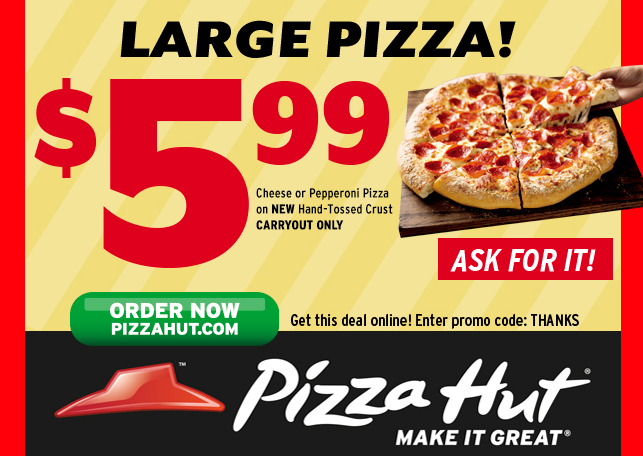 LARGE PIZZA!
$5.99
Cheese or Pepperoni Pizza
on NEW Hand-Tossed Crust
CARRYOUT ONLY
ASK FOR IT!
ORDER NOW
PIZZAHUT.COM
Get this deal online! Enter promo code: THANKS
™
Pizza Hut®
MAKE IT GREAT®